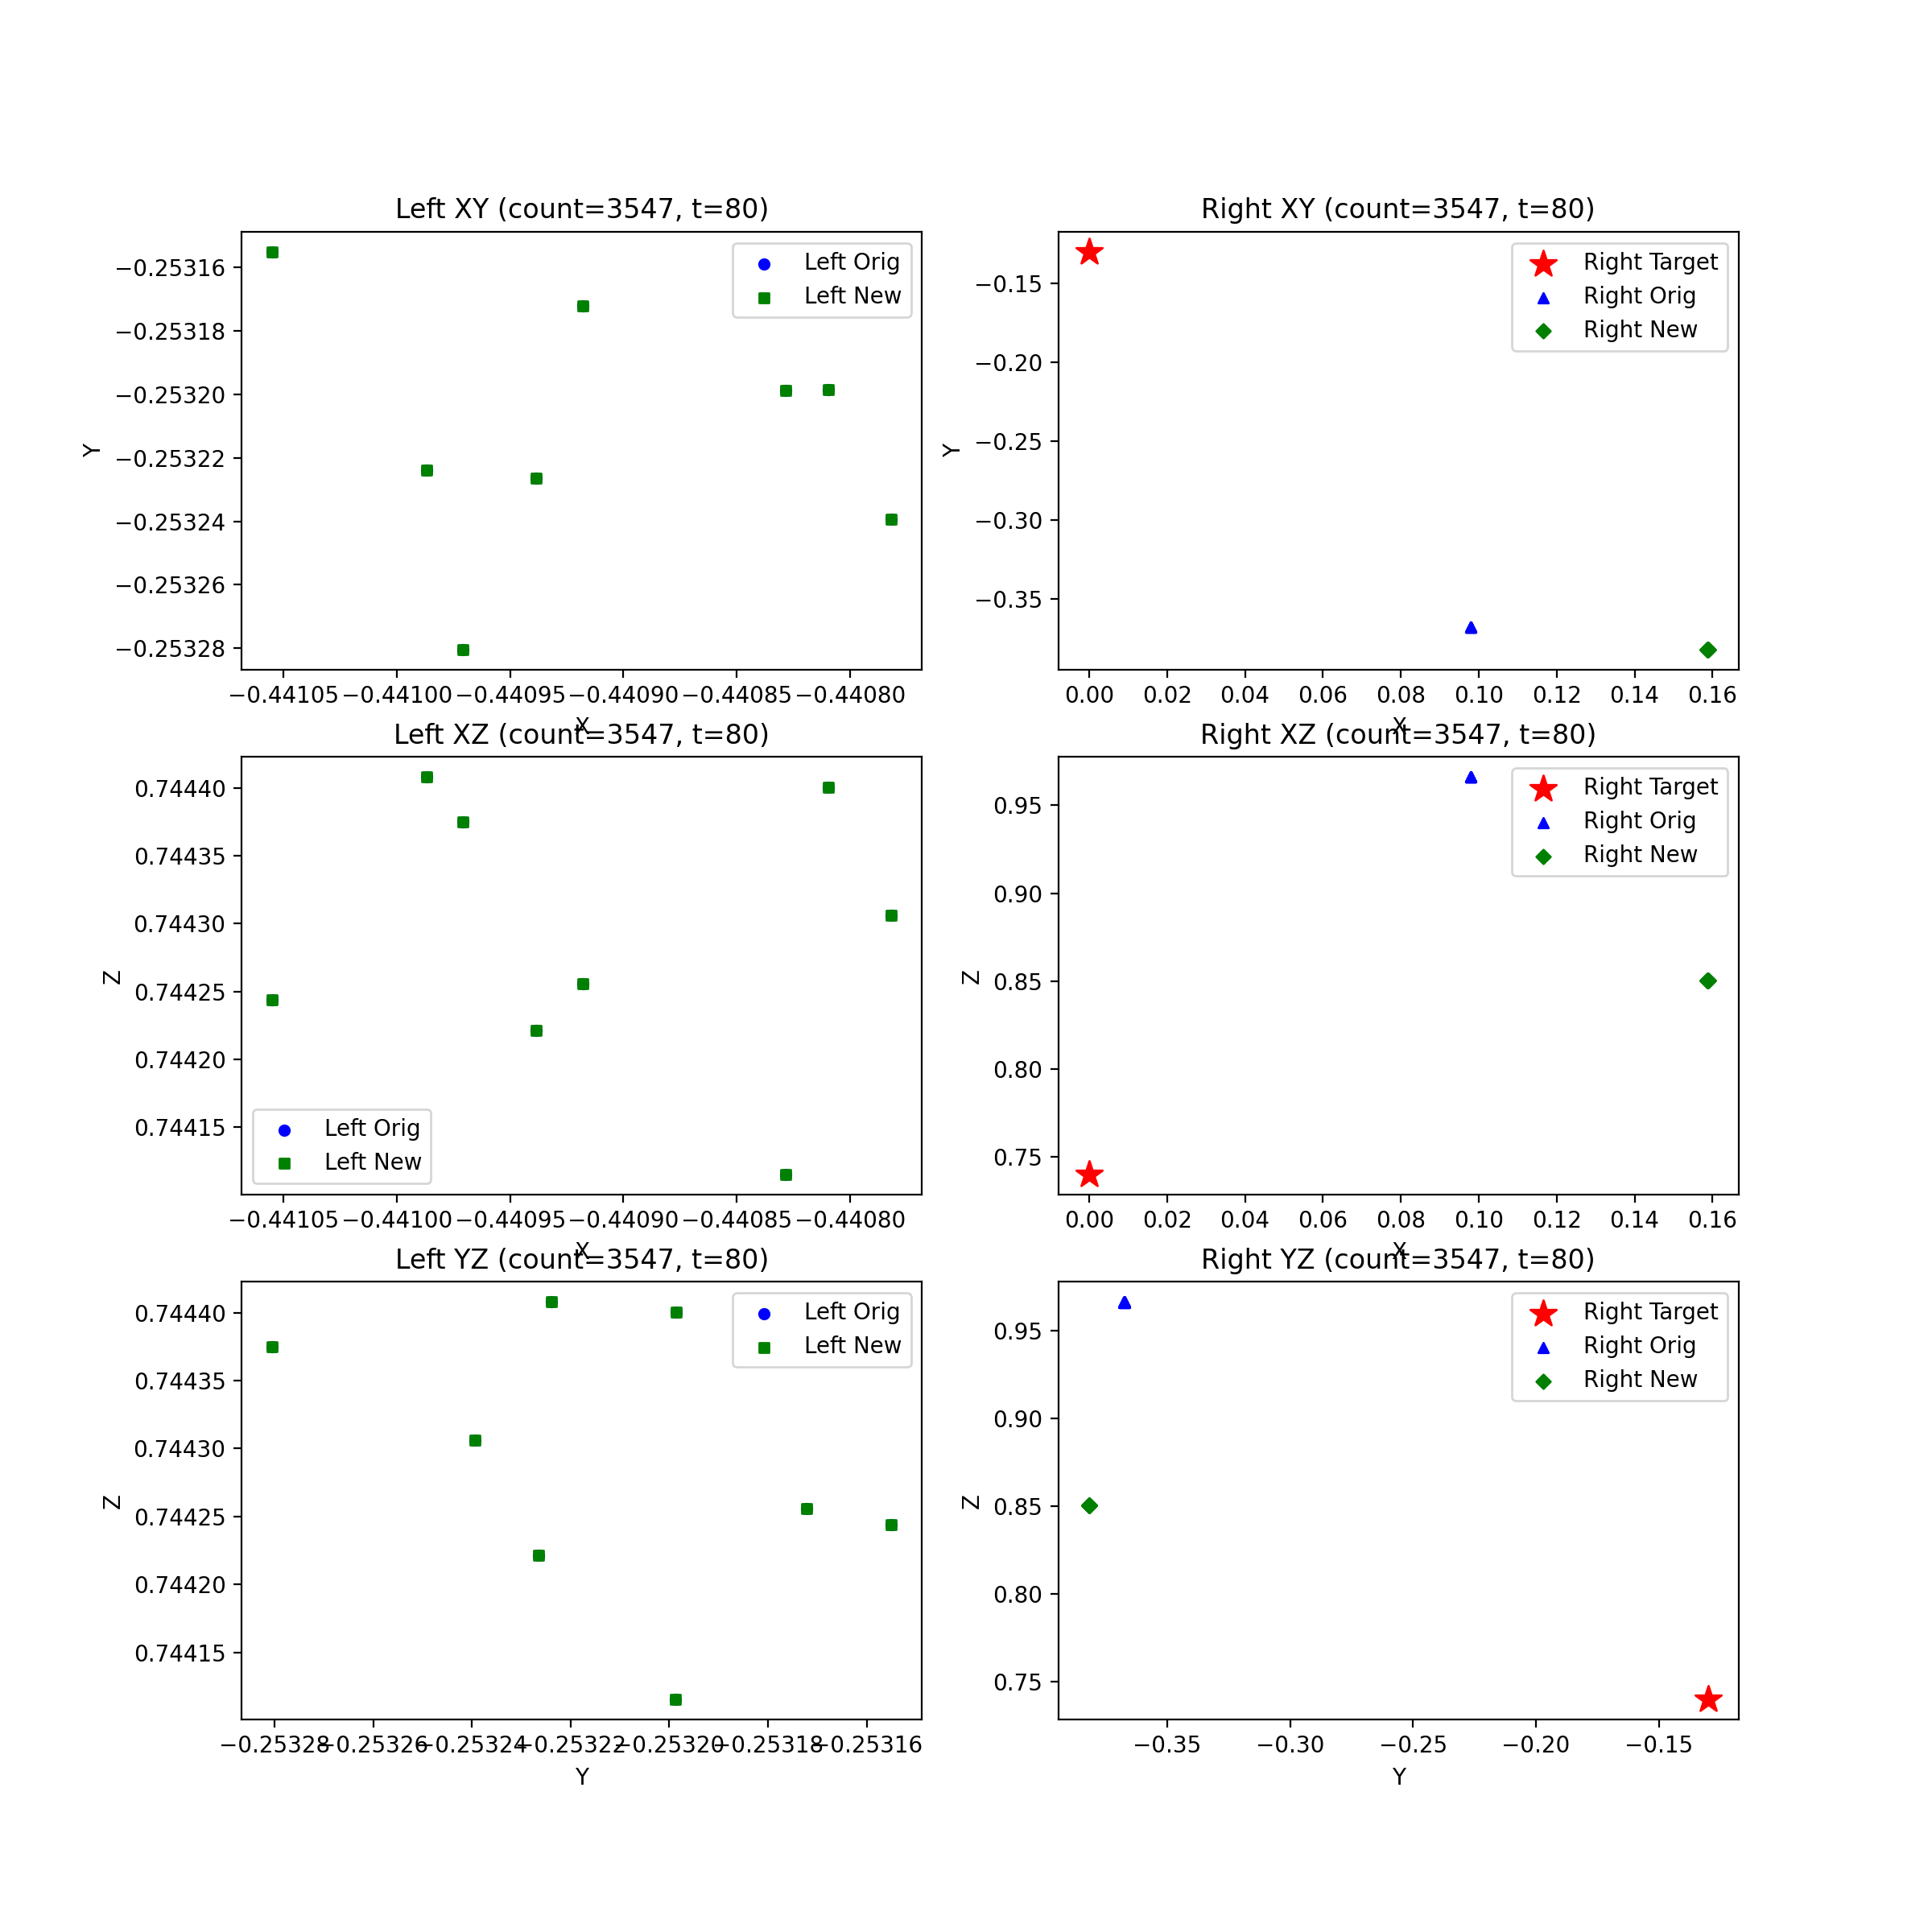 Left XY (count=3547, t=80)
−0.25316
−0.25318
−0.25320
−0.25322
−0.25324
−0.25326
−0.25328
Y
Left Orig
Left New
−0.44105 −0.44100 −0.44095 −0.44090 −0.44085 −0.44080
X
Right XY (count=3547, t=80)
−0.15
−0.20
−0.25
−0.30
−0.35
Y
Right Target
Right Orig
Right New
0.00 0.02 0.04 0.06 0.08 0.10 0.12 0.14 0.16
X
Left XZ (count=3547, t=80)
0.74440
0.74435
0.74430
0.74425
0.74420
0.74415
Z
Left Orig
Left New
−0.44105 −0.44100 −0.44095 −0.44090 −0.44085 −0.44080
X
Right XZ (count=3547, t=80)
0.95
0.90
0.85
0.80
0.75
Z
Right Target
Right Orig
Right New
0.00 0.02 0.04 0.06 0.08 0.10 0.12 0.14 0.16
X
Left YZ (count=3547, t=80)
0.74440
0.74435
0.74430
0.74425
0.74420
0.74415
Z
Left Orig
Left New
−0.25328 −0.25326 −0.25324 −0.25322 −0.25320 −0.25318 −0.25316
Y
Right YZ (count=3547, t=80)
0.95
0.90
0.85
0.80
0.75
Z
Right Target
Right Orig
Right New
−0.35 −0.30 −0.25 −0.20 −0.15
Y